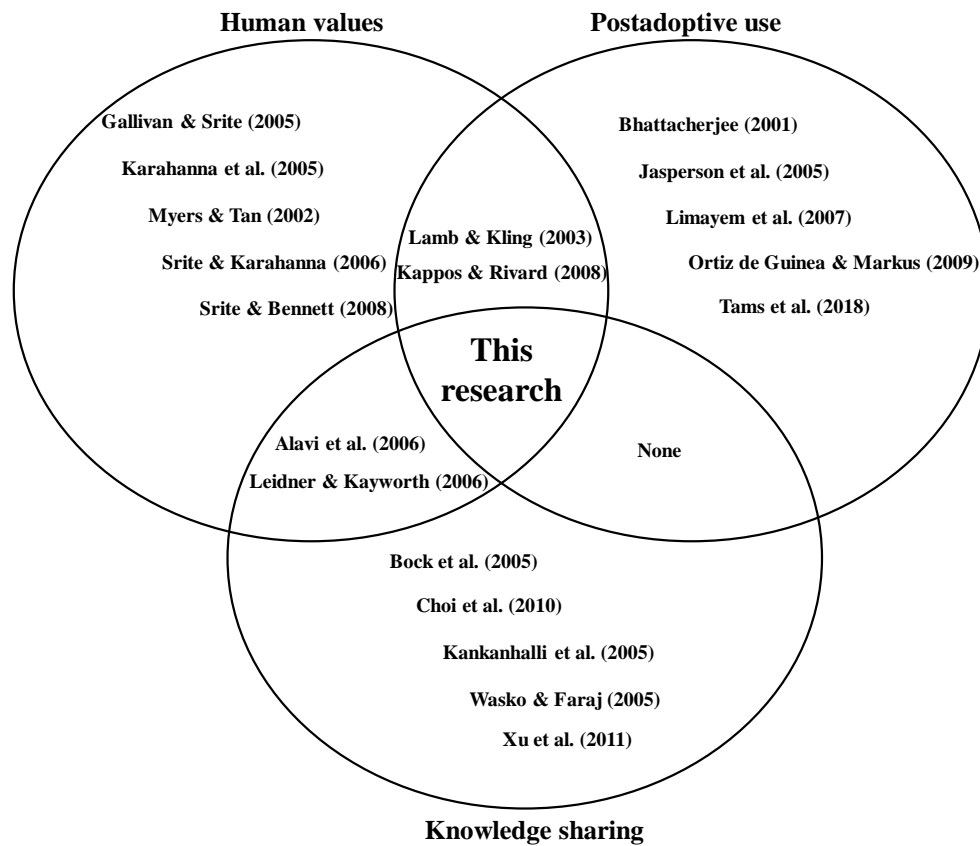 Human values
Postadoptive use
Gallivan & Srite (2005)
Karahanna et al. (2005)
Myers & Tan (2002)
Srite & Karahanna (2006)
Srite & Bennett (2008)
Lamb & Kling (2003)
Kappos & Rivard (2008)
Bhattacherjee (2001)
Jasperson et al. (2005)
Limayem et al. (2007)
Ortiz de Guinea & Markus (2009)
Tams et al. (2018)
This
research
Alavi et al. (2006)
Leidner & Kayworth (2006)
None
Bock et al. (2005)
Choi et al. (2010)
Kankanhalli et al. (2005)
Wasko & Faraj (2005)
Xu et al. (2011)
Knowledge sharing